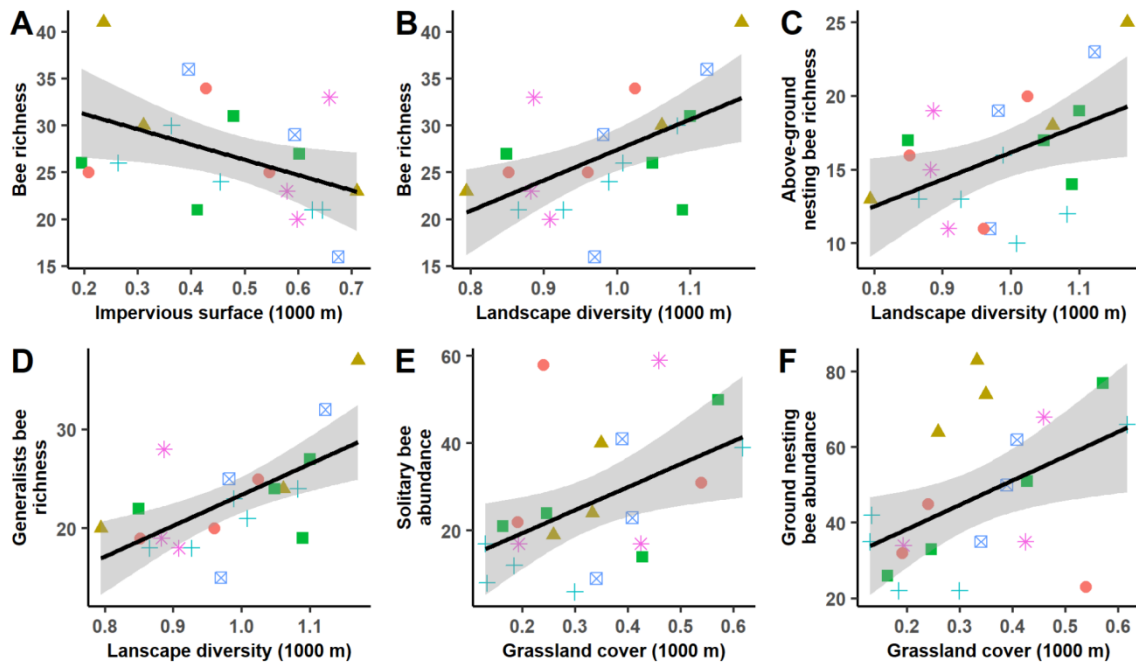 A
Bee richness
40
35
30
25
20
15
0.2 0.3 0.4 0.5 0.6 0.7
Impervious surface (1000 m)
B
Bee richness
40
35
30
25
20
15
0.8 0.9 1.0 1.1
Landscape diversity (1000 m)
C
Above-ground
nesting bee richness
25
20
15
10
0.8 0.9 1.0 1.1
Landscape diversity (1000 m)
D
Generalists bee
richness
30
20
0.8 0.9 1.0 1.1
Lanscape diversity (1000 m)
E
Solitary bee
abundance
60
40
20
0
0.2 0.3 0.4 0.5 0.6
Grassland cover (1000 m)
F
Ground nesting
bee abundance
80
60
40
20
0.2 0.3 0.4 0.5 0.6
Grassland cover (1000 m)